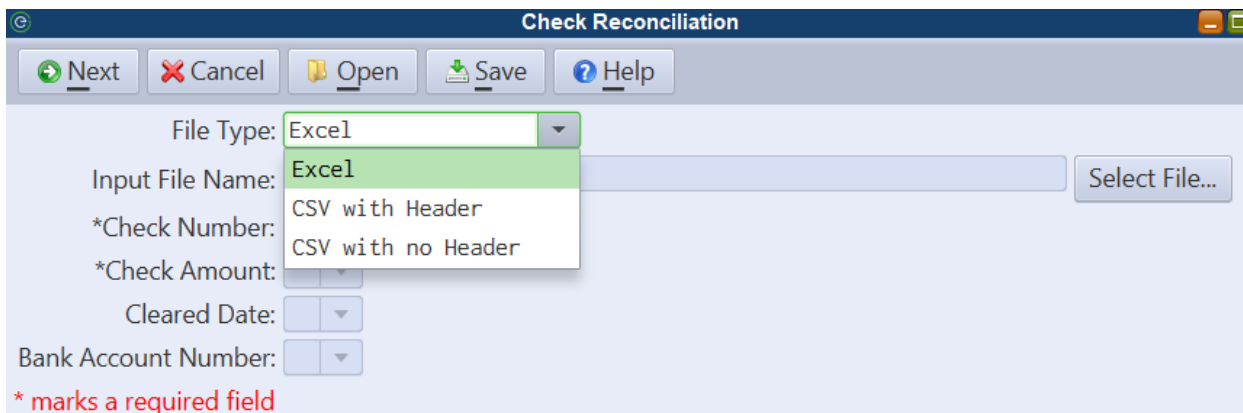 Check Reconciliation
Next Cancel Open Save Help
File Type: Excel
Excel
Input File Name: Select File...
CSV with Header
*Check Number:
CSV with no Header
*Check Amount:
Cleared Date:
Bank Account Number:
* marks a required field